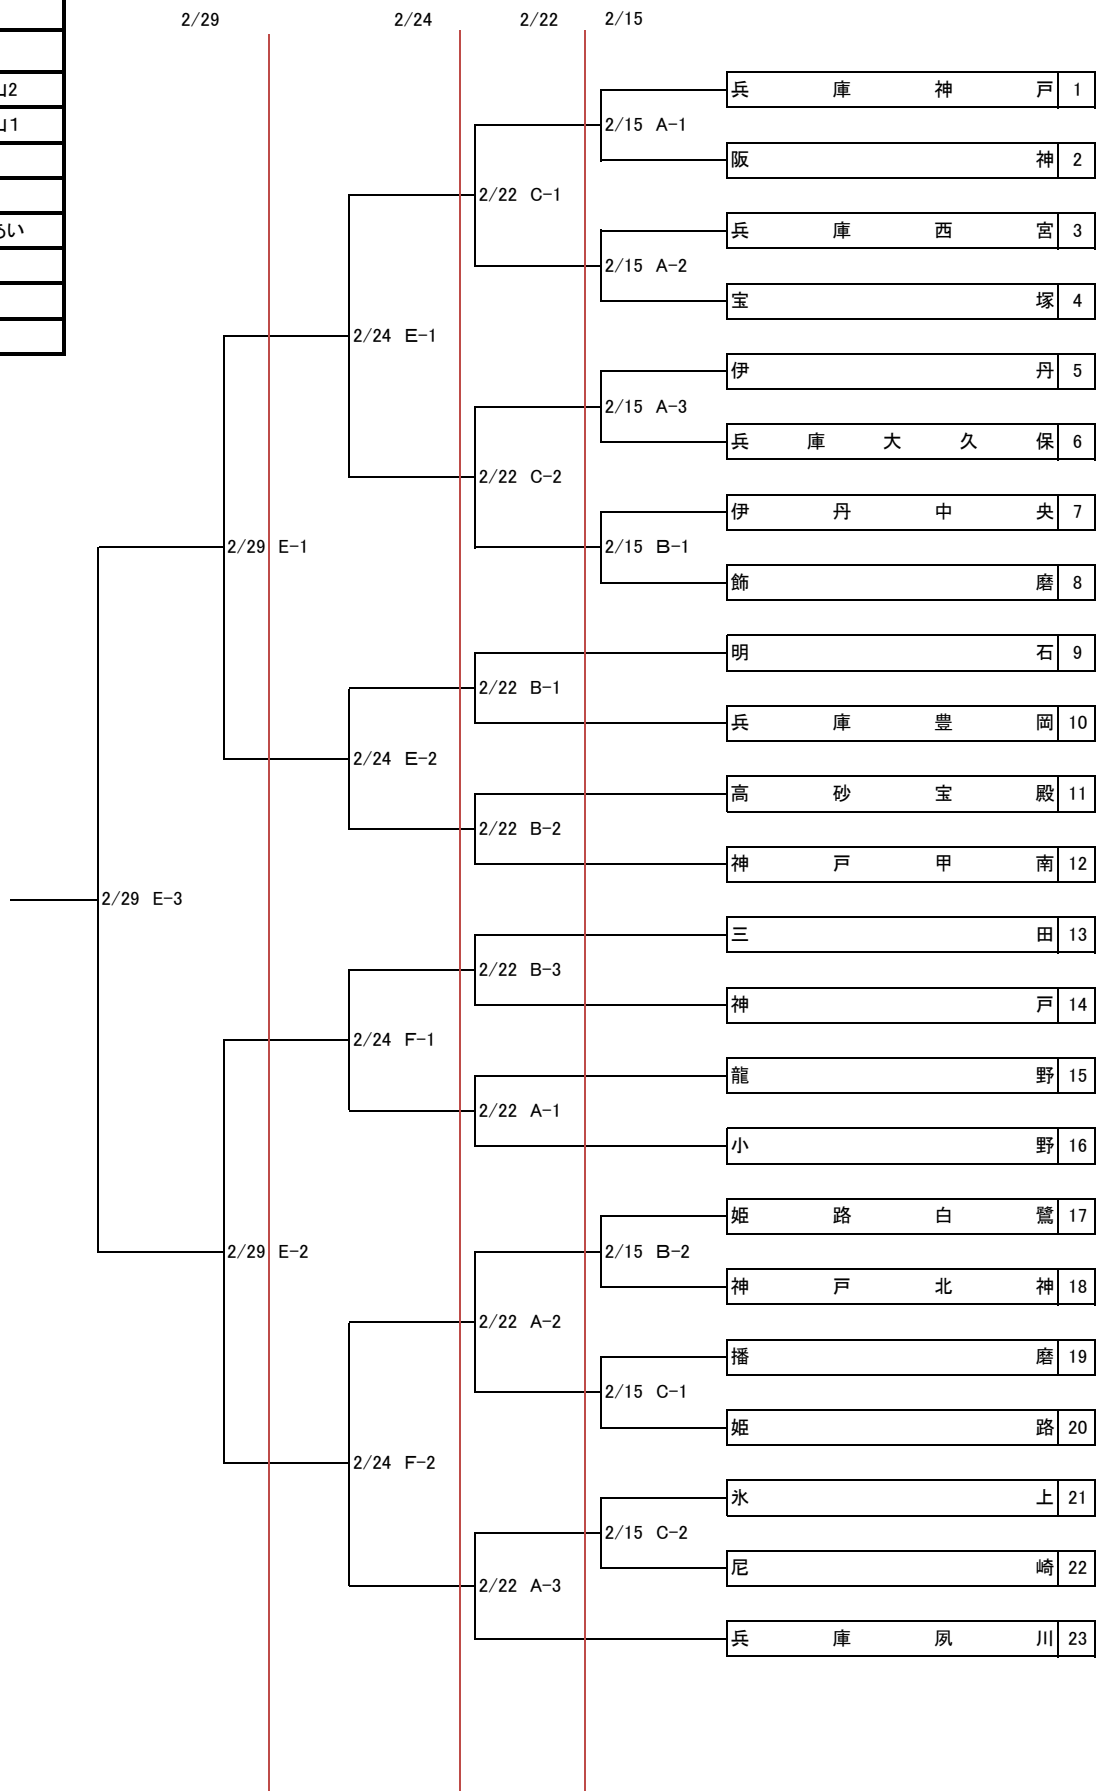 2/29 2/24 2/22 2/15
2
1
い
兵庫神戸 1
2/15 A-1
阪神 2
2/22 C-1
兵庫西宮 3
2/15 A-2
宝塚 4
2/24 E-1
伊丹 5
2/15 A-3
兵庫大久保 6
2/22 C-2
伊丹中央 7
2/29 E-1
2/15 B-1
飾磨 8
明石 9
2/22 B-1
兵庫豊岡 10
2/24 E-2
高砂宝殿 11
2/22 B-2
神戸甲南 12
2/29 E-3
三田 13
2/22 B-3
神戸 14
2/24 F-1
龍野 15
2/22 A-1
小野 16
姫路白鷺 17
2/29 E-2
2/15 B-2
神戸北神 18
2/22 A-2
播磨 19
2/15 C-1
姫路 20
2/24 F-2
氷上 21
2/15 C-2
尼崎 22
2/22 A-3
兵庫夙川 23